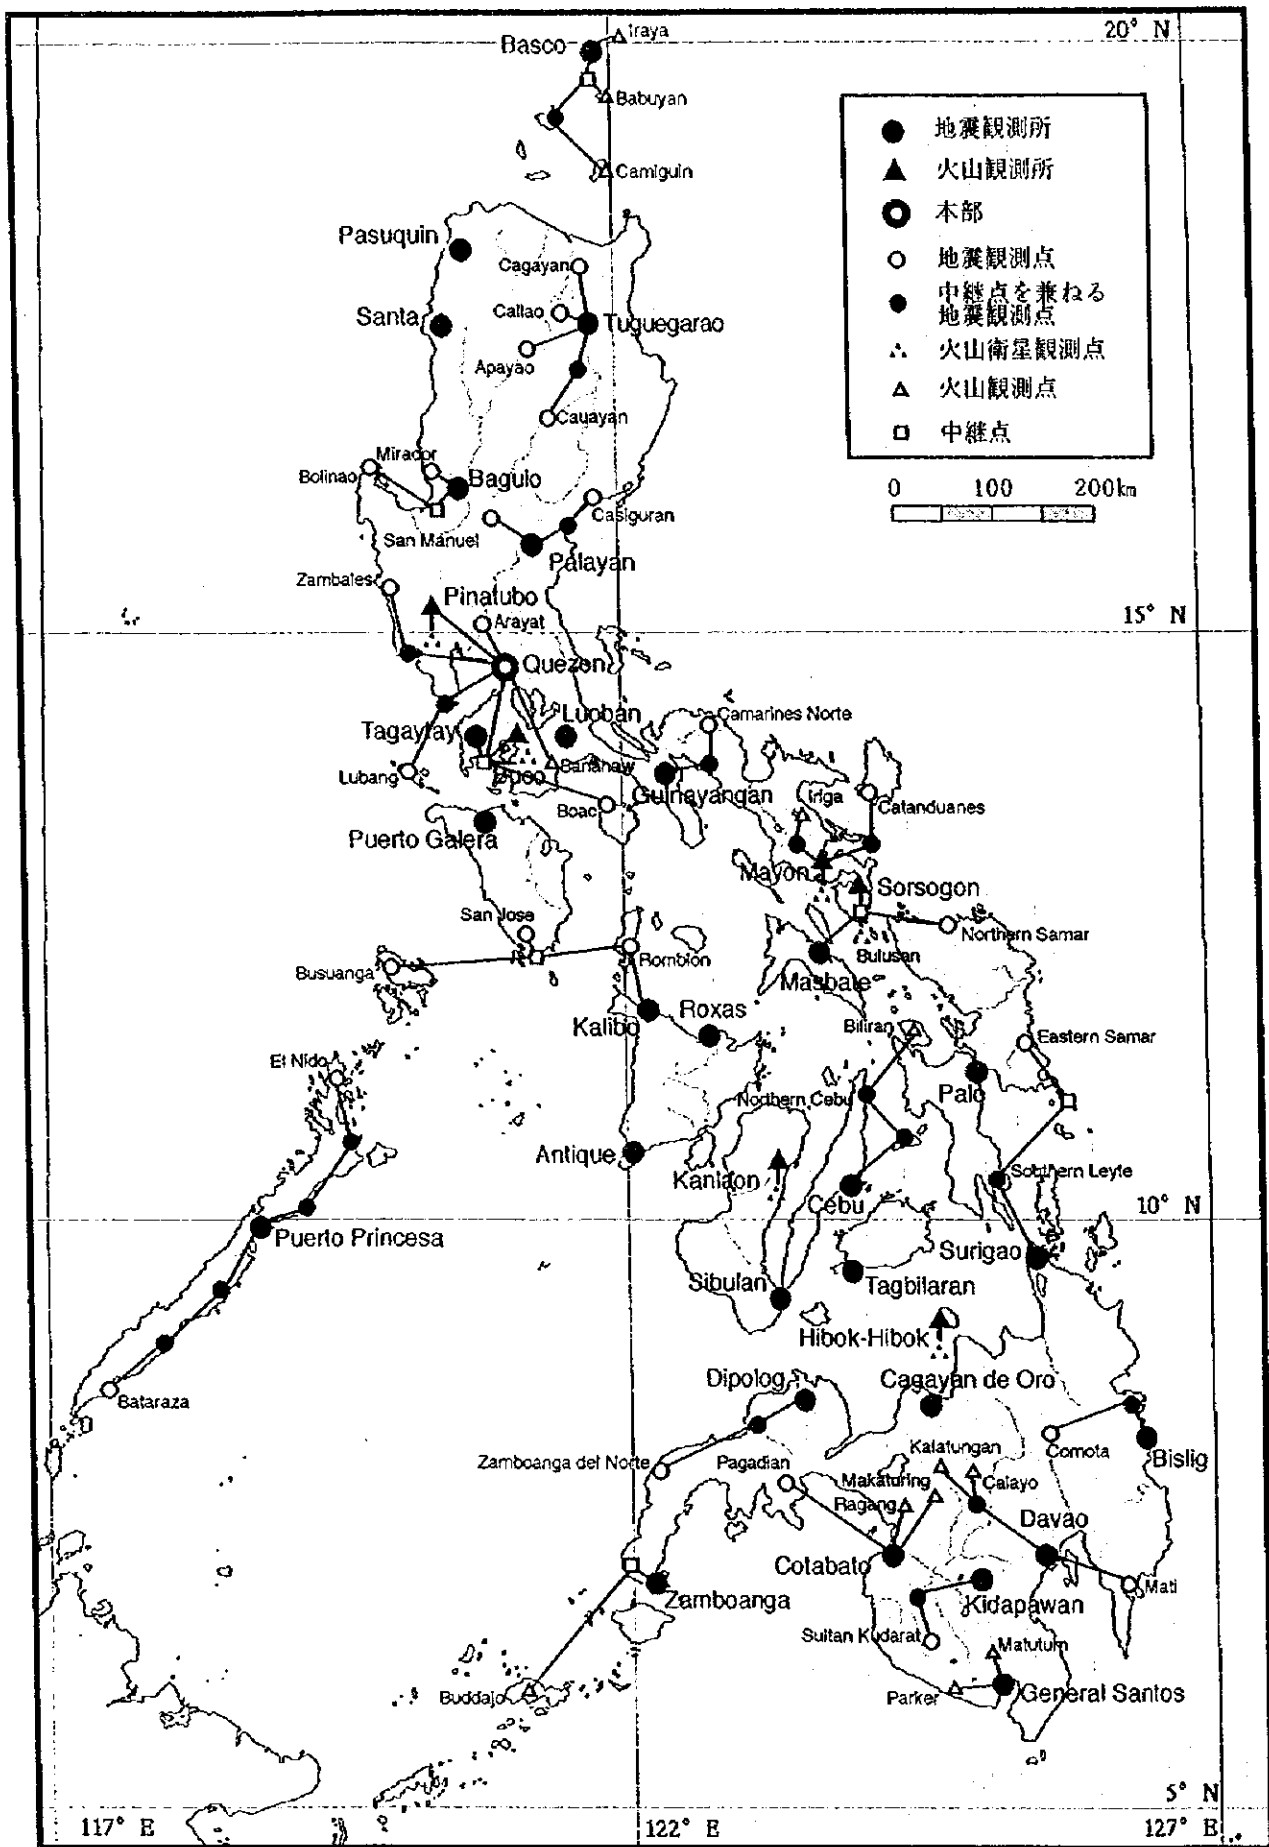 20° N
Iraya
Basco
Babuyan
Camiguin
地震観測所
火山観測所
本部
地震観測点
中継点を兼ねる
地震観測点
火山衛星観測点
火山観測点
中継点
0 100 200km
Pasuquin
Cagayan
Santa
Callao
Tuguegarao
Apayao
Cauayan
Mirador
Bolinao
Baguio
Casiguran
San Manuel
Palayan
Zambales
Pinatubo
Arayat
15° N
Quezon
Camarines Norte
Tagaytay
Lucban
Lubang
Buco
Bananaw
Guinayangan
Boac
Iriga
Catanduanes
Puerto Galera
Mayon
Sorsogon
San Jose
Northern Samar
Busuanga
Romblon
Bulusan
Masbate
Kalibo
Roxas
Biliran
Eastern Samar
El Nido
Palo
Northern Cebu
Antique
Kanlaon
Southern Leyte
Cebu
10° N
Puerto Princesa
Surigao
Sibulan
Tagbilaran
Hibok-Hibok
Dipolog
Cagayan de Oro
Bataraza
Kalatungan
Comota
Bislig
Zamboanga del Norte
Pagadian
Makaturing
Calayo
Ragang
Davao
Cotabato
Zamboanga
Kidapawan
Mati
Sultan Kudarat
Matutum
Buddajo
Parker
General Santos
5° N
117° E
122° E
127° E